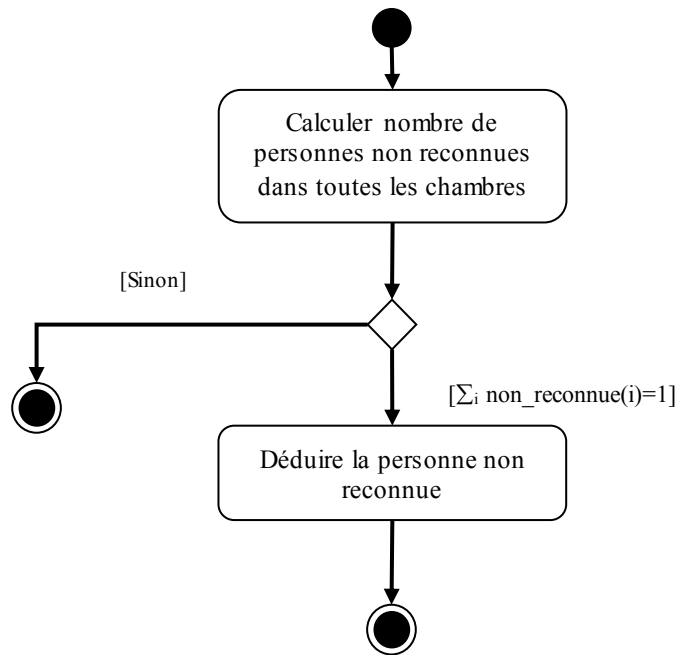 Calculer nombre de
personnes non reconnues
dans toutes les chambres
[Sinon]
[∑ᵢ non_reconnue(i)=1]
Déduire la personne non
reconnue